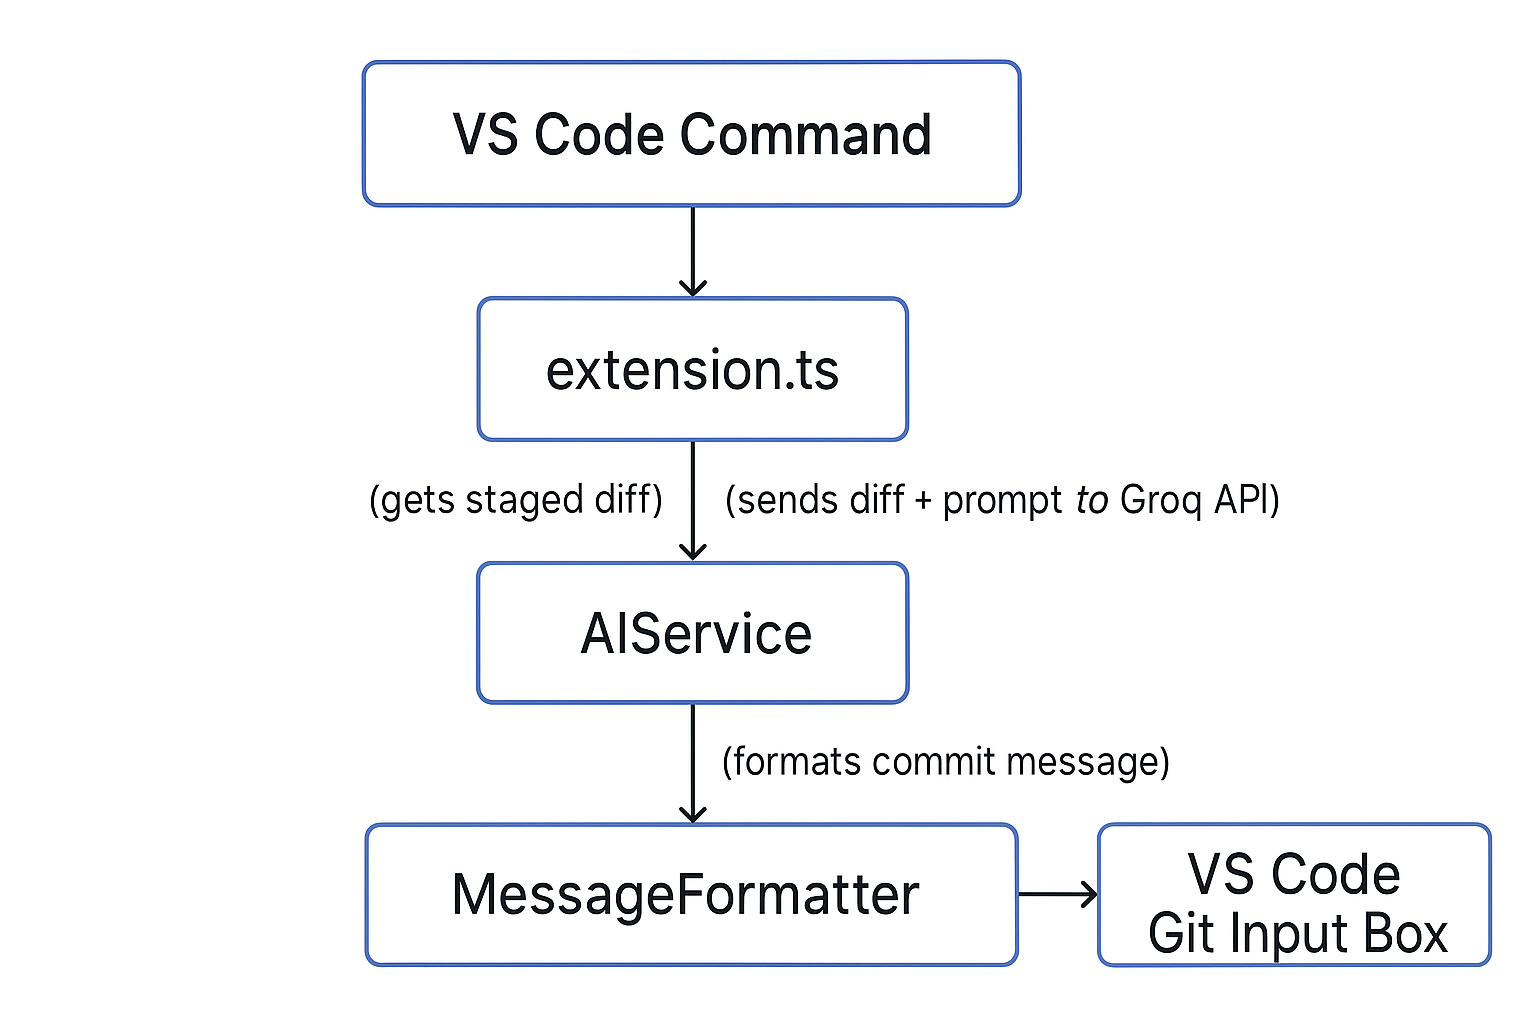 VS Code Command
extension.ts
(gets staged diff) (sends diff + prompt to Groq API)
AIService
(formats commit message)
MessageFormatter
VS Code
Git Input Box